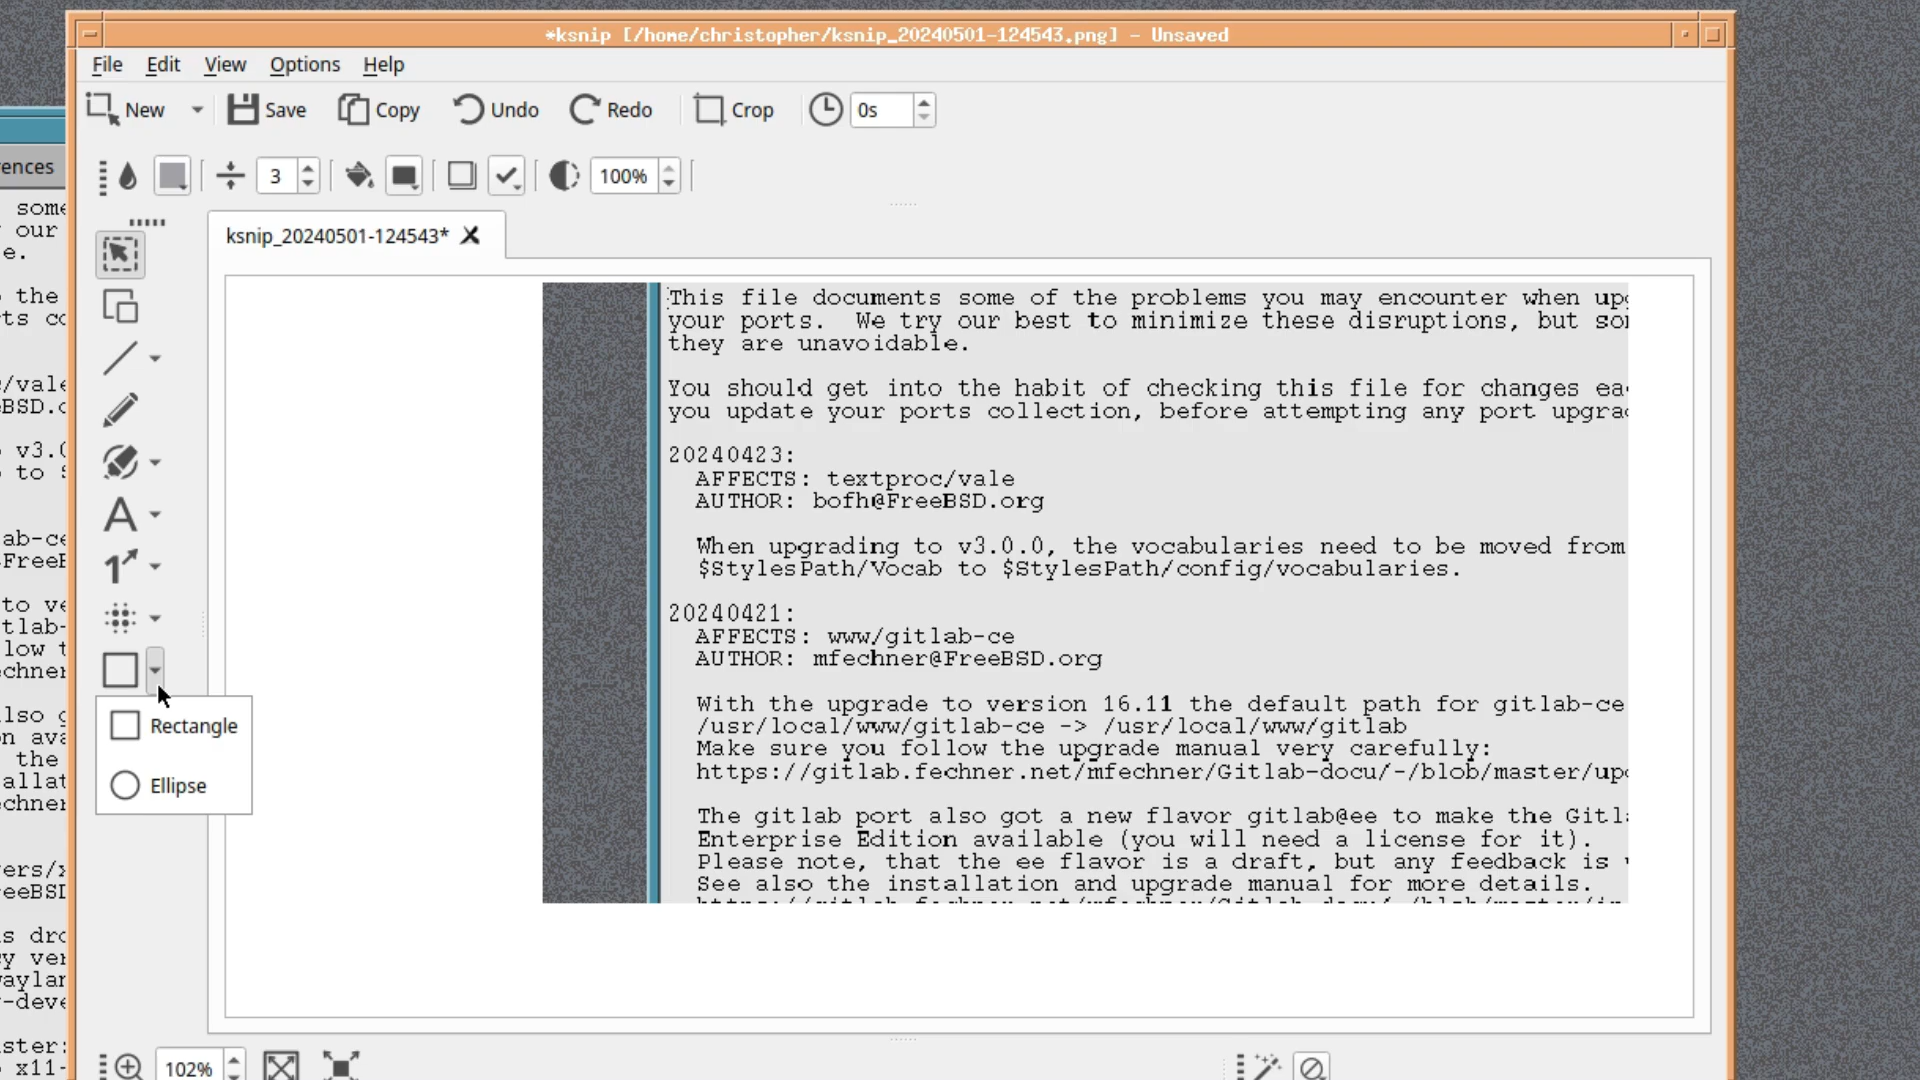 *ksnip [/home/christopher/ksnip_20240501-124543.png] - Unsaved
File Edit View Options Help
New Save Copy Undo Redo Crop 0s
3 100%
ksnip_20240501-124543*
Rectangle
Ellipse
This file documents some of the problems you may encounter when
your ports.  We try our best to minimize these disruptions, but
they are unavoidable.
You should get into the habit of checking this file for changes
you update your ports collection, before attempting any port
20240423:
AFFECTS: textproc/vale
AUTHOR: bofh@FreeBSD.org
When upgrading to v3.0.0, the vocabularies need to be moved from
$StylesPath/Vocab to $StylesPath/config/vocabularies.
20240421:
AFFECTS: www/gitlab-ce
AUTHOR: mfechner@FreeBSD.org
With the upgrade to version 16.11 the default path for gitlab-ce
/usr/local/www/gitlab-ce -> /usr/local/www/gitlab
Make sure you follow the upgrade manual very carefully:
https://gitlab.fechner.net/mfechner/Gitlab-docu/-/blob/master/up
The gitlab port also got a new flavor gitlab@ee to make the Gitl
Enterprise Edition available (you will need a license for it).
Please note, that the ee flavor is a draft, but any feedback is
See also the installation and upgrade manual for more details.
102%
ences
some
our
e.
the
to
the